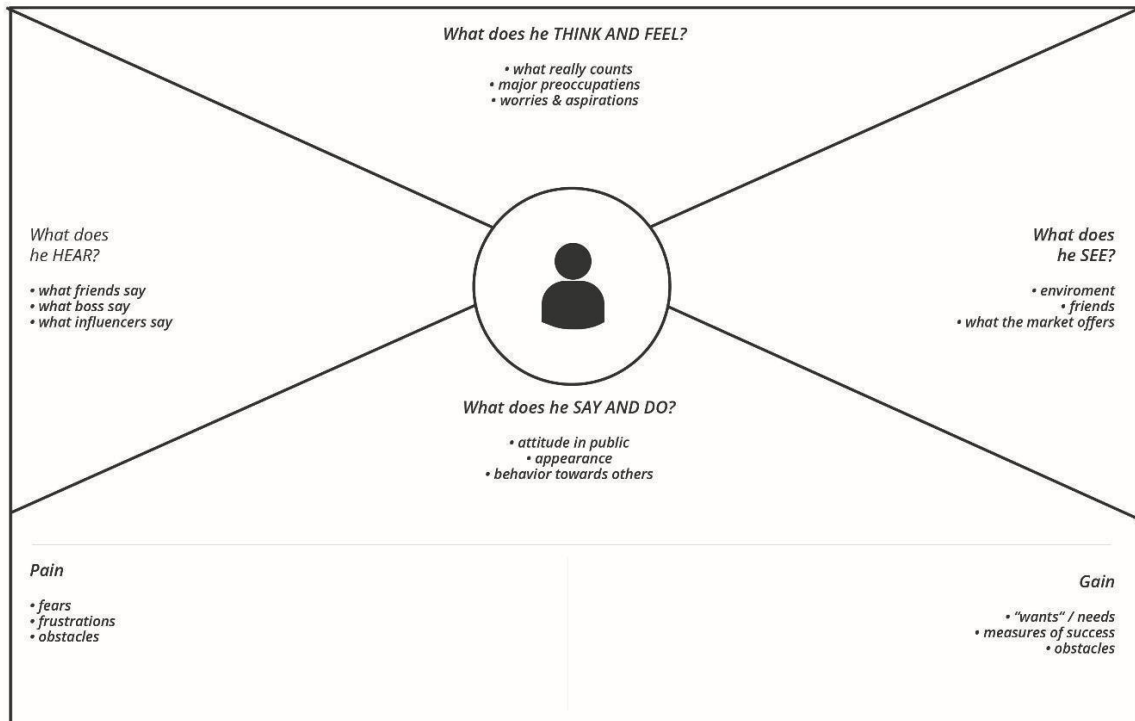 What does he THINK AND FEEL?
• what really counts
• major preoccupatiens
• worries & aspirations
What does
he HEAR?
• what friends say
• what boss say
• what influencers say
What does
he SEE?
• enviroment
• friends
• what the market offers
What does he SAY AND DO?
• attitude in public
• appearance
• behavior towards others
Pain
• fears
• frustrations
• obstacles
Gain
• “wants“ / needs
• measures of success
• obstacles